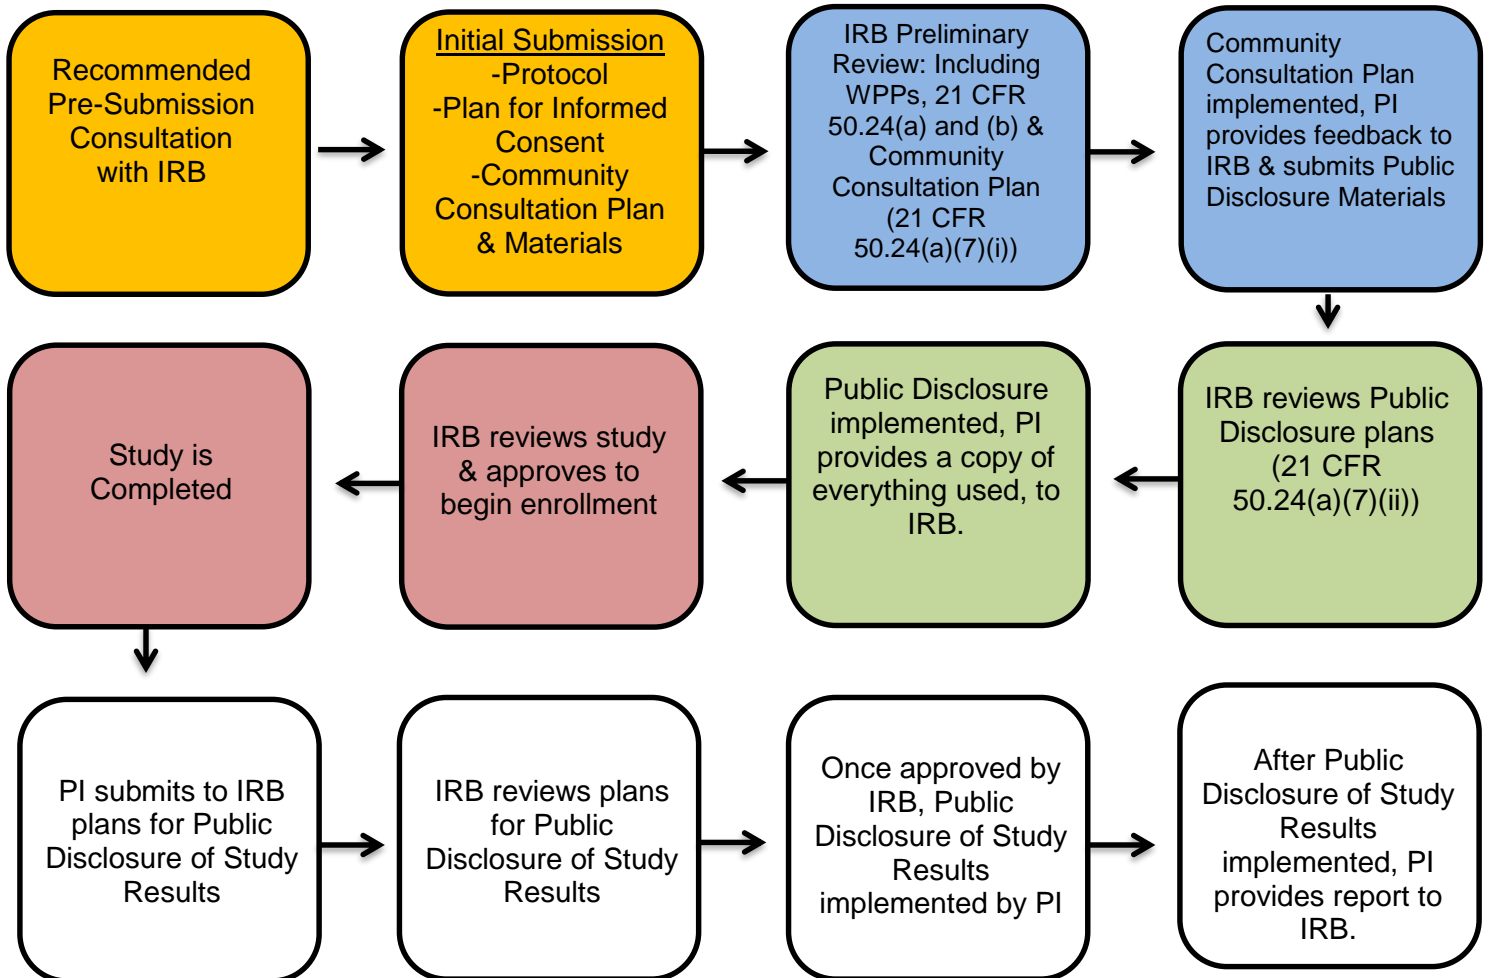 Recommended
Pre-Submission
Consultation
with IRB
Initial Submission
-Protocol
-Plan for Informed
Consent
-Community
Consultation Plan
& Materials
IRB Preliminary
Review: Including
WPPs, 21 CFR
50.24(a) and (b) &
Community
Consultation Plan
(21 CFR
50.24(a)(7)(i))
Community
Consultation Plan
implemented, PI
provides feedback to
IRB & submits Public
Disclosure Materials
IRB reviews Public
Disclosure plans
(21 CFR
50.24(a)(7)(ii))
Public Disclosure
implemented, PI
provides a copy of
everything used, to
IRB.
IRB reviews study
& approves to
begin enrollment
Study is
Completed
PI submits to IRB
plans for Public
Disclosure of Study
Results
IRB reviews plans
for Public
Disclosure of Study
Results
Once approved by
IRB, Public
Disclosure of Study
Results
implemented by PI
After Public
Disclosure of Study
Results
implemented, PI
provides report to
IRB.